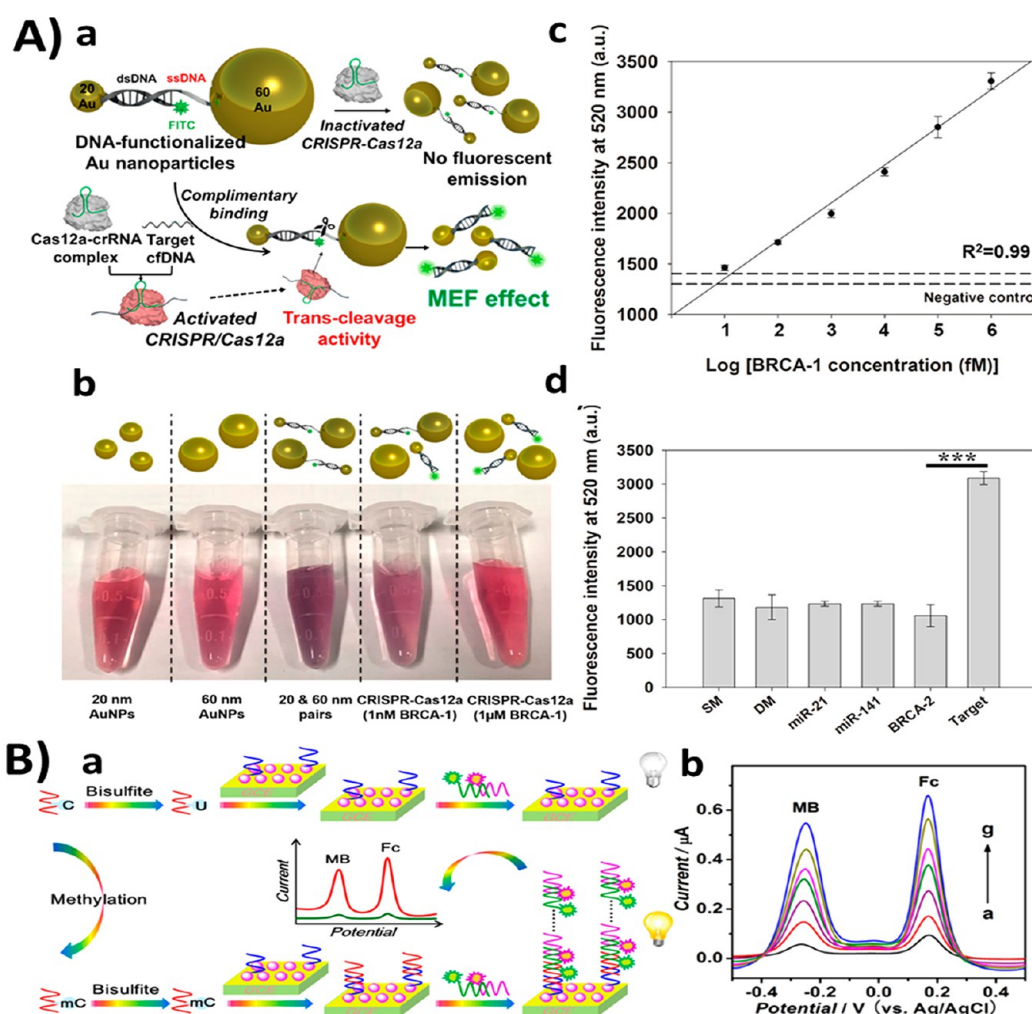 A) a
dsDNA ssDNA
20
Au
60
Au
FITC
DNA-functionalized
Au nanoparticles
Inactivated
CRISPR-Cas12a
No fluorescent
emission
Complimentary
binding
Cas12a-crRNA
complex
Target
cfDNA
Activated
CRISPR/Cas12a
Trans-cleavage
activity
MEF effect
b
20 nm
AuNPs
60 nm
AuNPs
20 & 60 nm
pairs
CRISPR-Cas12a
(1nM BRCA-1)
CRISPR-Cas12a
(1μM BRCA-1)
c
Fluorescence intensity at 520 nm (a.u.)
3500
3000
2500
2000
1500
1000
R²=0.99
Negative contro
1 2 3 4 5 6
Log [BRCA-1 concentration (fM)]
d
Fluorescence intensity at 520 nm (a.u.)
3500
3000
2500
2000
1500
1000
500
0
***
SM DM miR-21 miR-141 BRCA-2 Target
B) a
C Bisulfite U
GCE
Methylation
Current
MB Fc
Potential
mC Bisulfite mC
GCE
b
Current / μA
0.6
0.4
0.2
0.0
MB Fc
g
a
-0.4 -0.2 0.0 0.2 0.4
Potential / V (vs. Ag/AgCl)